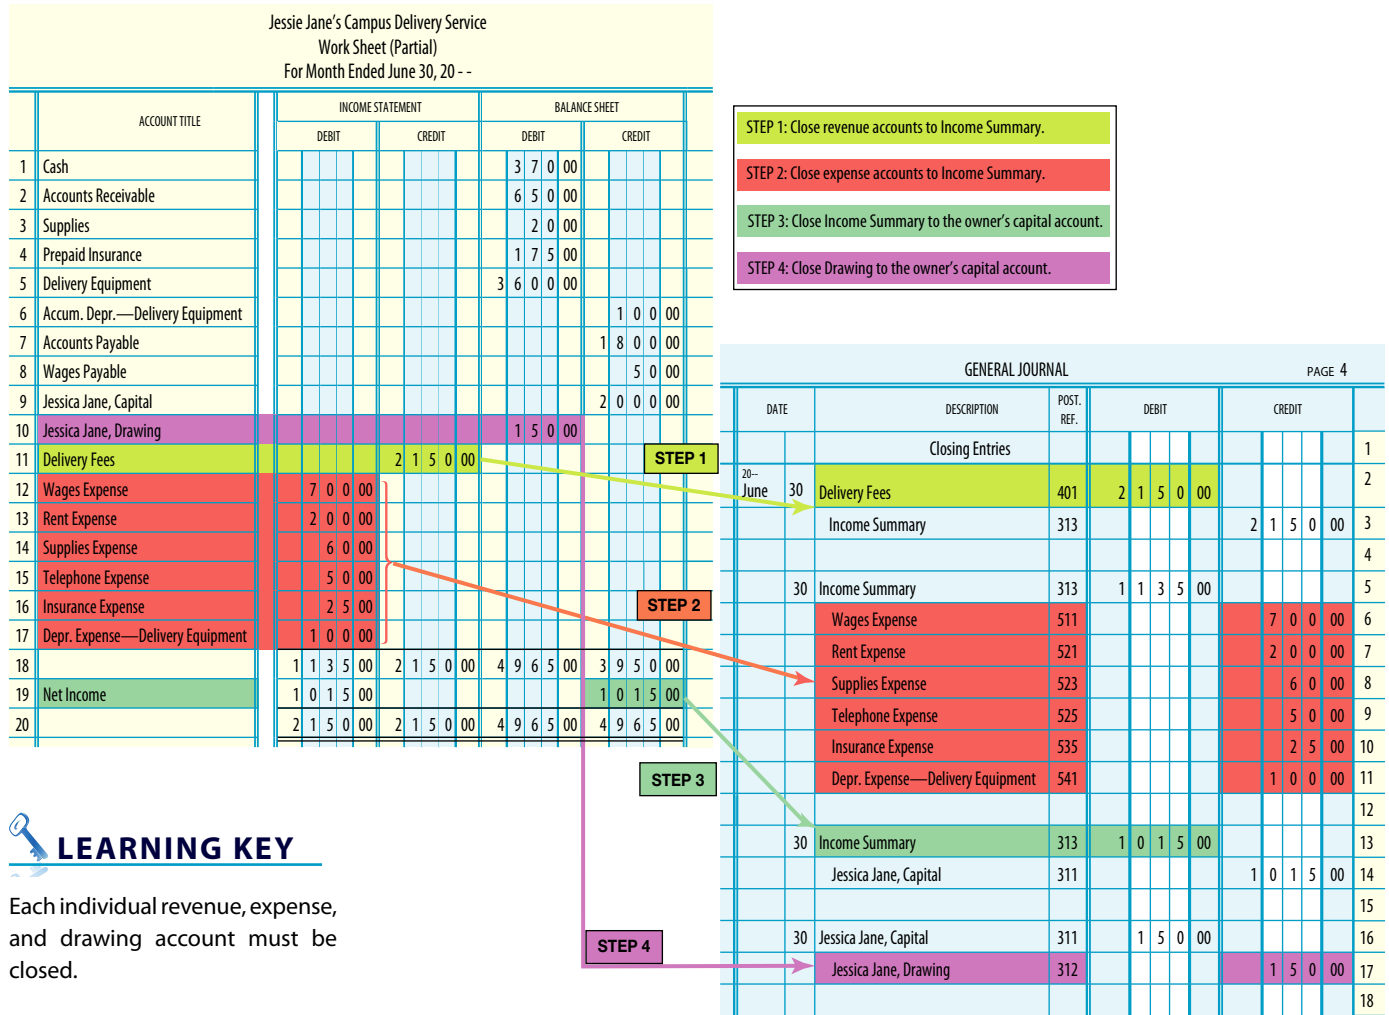 Jessie Jane's Campus Delivery Service
Work Sheet (Partial)
For Month Ended June 30, 20 - -
ACCOUNT TITLE INCOME STATEMENT BALANCE SHEET
DEBIT CREDIT DEBIT CREDIT
1 Cash 3 7 0 00
2 Accounts Receivable 6 5 0 00
3 Supplies 2 0 00
4 Prepaid Insurance 1 7 5 00
5 Delivery Equipment 3 6 0 0 00
6 Accum. Depr.—Delivery Equipment 1 0 0 00
7 Accounts Payable 1 8 0 0 00
8 Wages Payable 5 0 00
9 Jessica Jane, Capital 2 0 0 0 00
10 Jessica Jane, Drawing 1 5 0 00
11 Delivery Fees 2 1 5 0 00
12 Wages Expense 7 0 0 00
13 Rent Expense 2 0 0 00
14 Supplies Expense 6 0 00
15 Telephone Expense 5 0 00
16 Insurance Expense 2 5 00
17 Depr. Expense—Delivery Equipment 1 0 0 00
18 1 1 3 5 00 2 1 5 0 00 4 9 6 5 00 3 9 5 0 00
19 Net Income 1 0 1 5 00 1 0 1 5 00
20 2 1 5 0 00 2 1 5 0 00 4 9 6 5 00 4 9 6 5 00
STEP 1: Close revenue accounts to Income Summary.
STEP 2: Close expense accounts to Income Summary.
STEP 3: Close Income Summary to the owner's capital account.
STEP 4: Close Drawing to the owner's capital account.
STEP 1
STEP 2
STEP 3
STEP 4
GENERAL JOURNAL PAGE 4
DATE DESCRIPTION POST. REF. DEBIT CREDIT
Closing Entries 1
20--
June 30 Delivery Fees 401 2 1 5 0 00 2
Income Summary 313 2 1 5 0 00 3
4
30 Income Summary 313 1 1 3 5 00 5
Wages Expense 511 7 0 0 00 6
Rent Expense 521 2 0 0 00 7
Supplies Expense 523 6 0 00 8
Telephone Expense 525 5 0 00 9
Insurance Expense 535 2 5 00 10
Depr. Expense—Delivery Equipment 541 1 0 0 00 11
12
30 Income Summary 313 1 0 1 5 00 13
Jessica Jane, Capital 311 1 0 1 5 00 14
15
30 Jessica Jane, Capital 311 1 5 0 00 16
Jessica Jane, Drawing 312 1 5 0 00 17
18
LEARNING KEY
Each individual revenue, expense,
and drawing account must be
closed.